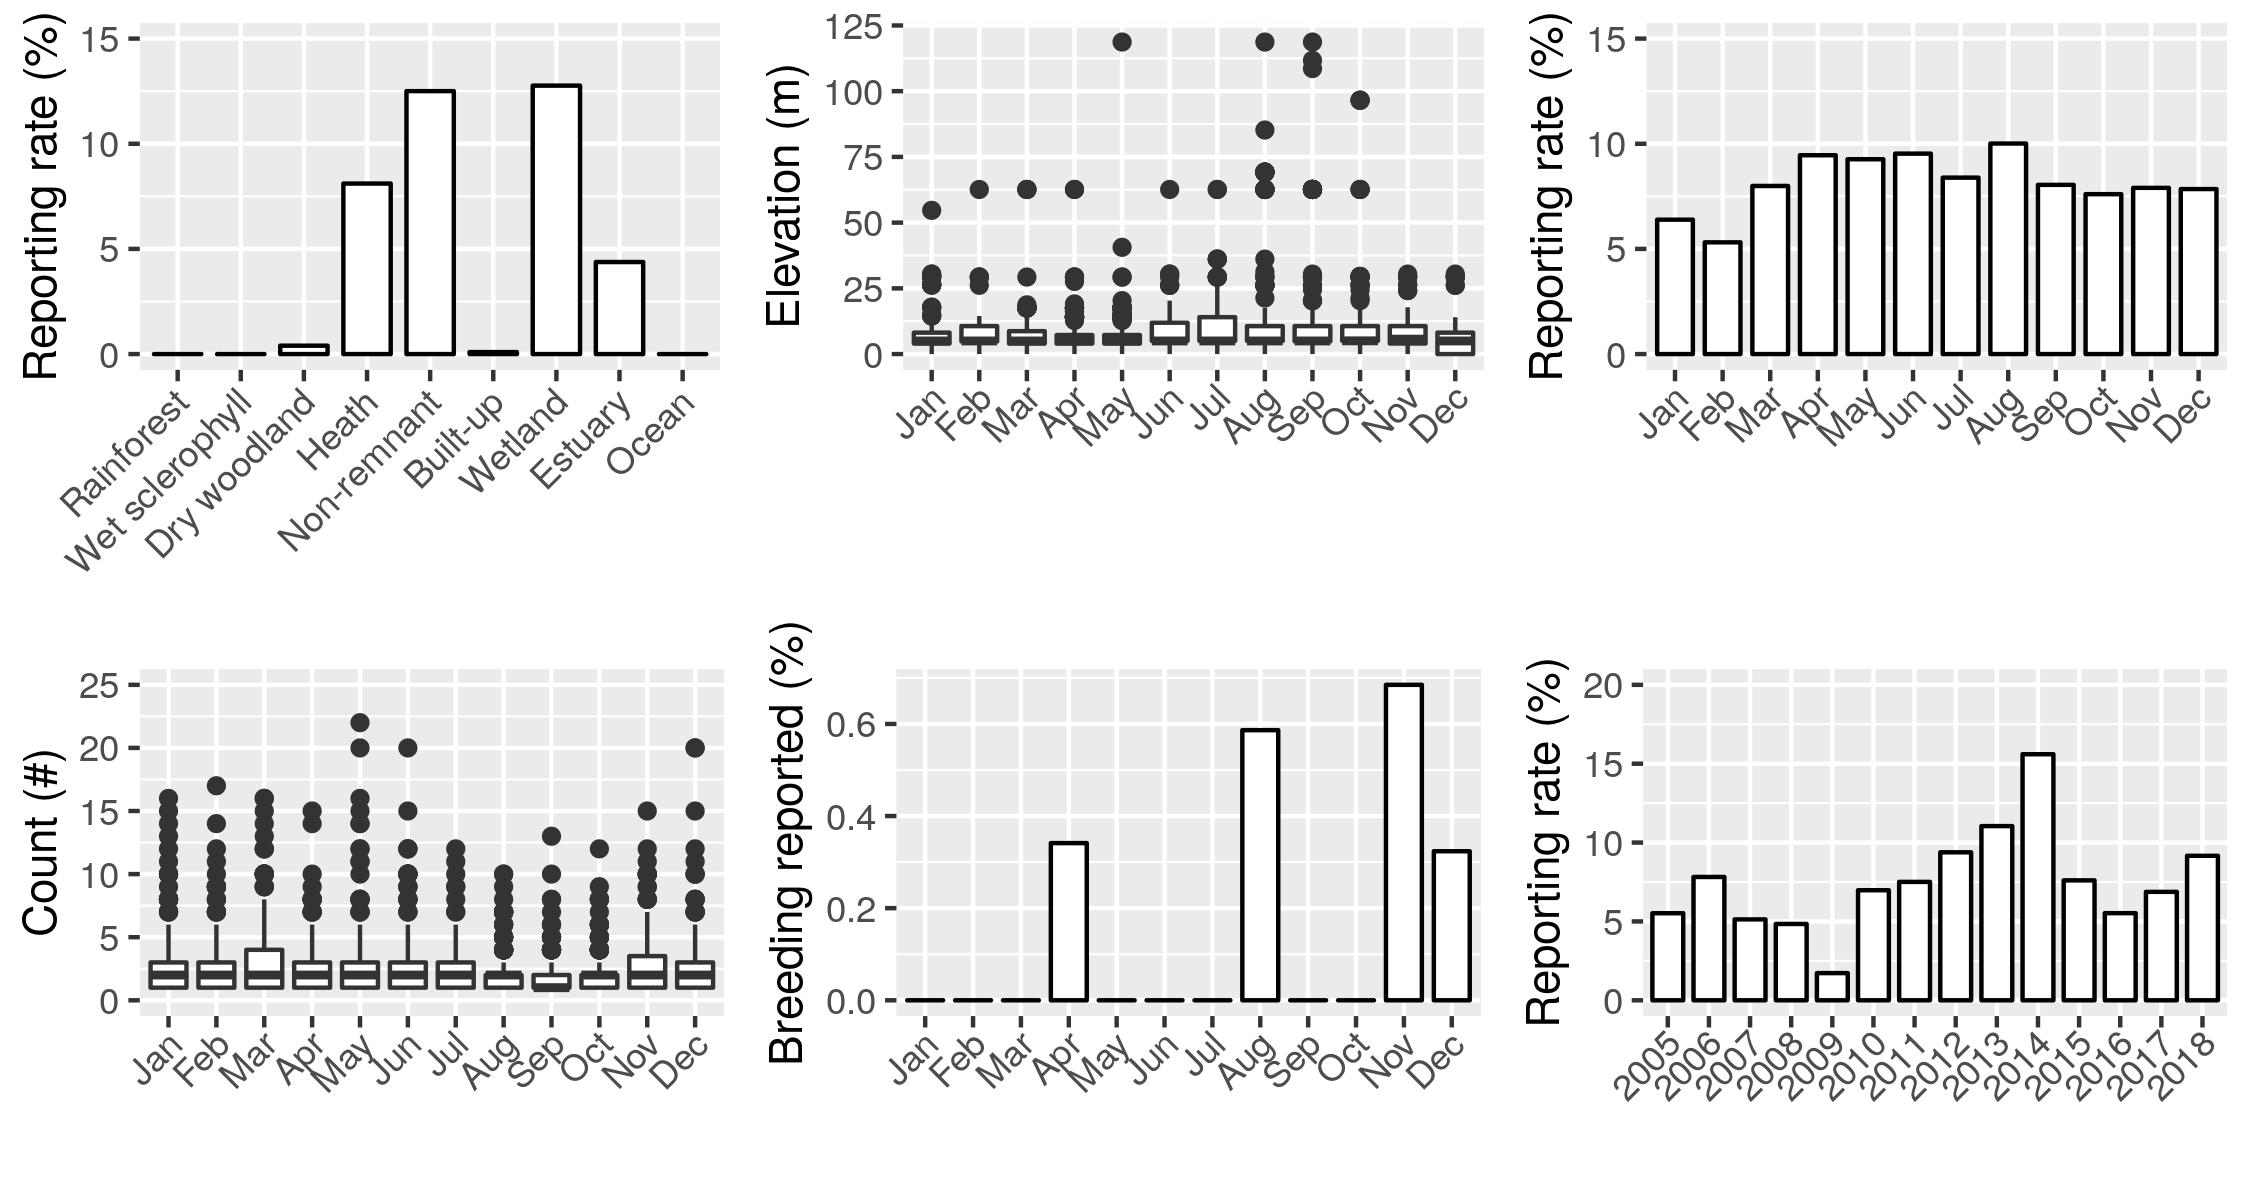 Reporting rate (%)
15
10
5
0
Rainforest
Wet sclerophyll
Dry woodland
Heath
Non-remnant
Built-up
Wetland
Estuary
Ocean
Elevation (m)
125
100
75
50
25
0
Jan
Feb
Mar
Apr
May
Jun
Jul
Aug
Sep
Oct
Nov
Dec
Reporting rate (%)
15
10
5
0
Jan
Feb
Mar
Apr
May
Jun
Jul
Aug
Sep
Oct
Nov
Dec
Count (#)
25
20
15
10
5
0
Jan
Feb
Mar
Apr
May
Jun
Jul
Aug
Sep
Oct
Nov
Dec
Breeding reported (%)
0.6
0.4
0.2
0.0
Jan
Feb
Mar
Apr
May
Jun
Jul
Aug
Sep
Oct
Nov
Dec
Reporting rate (%)
20
15
10
5
0
2005
2006
2007
2008
2009
2010
2011
2012
2013
2014
2015
2016
2017
2018